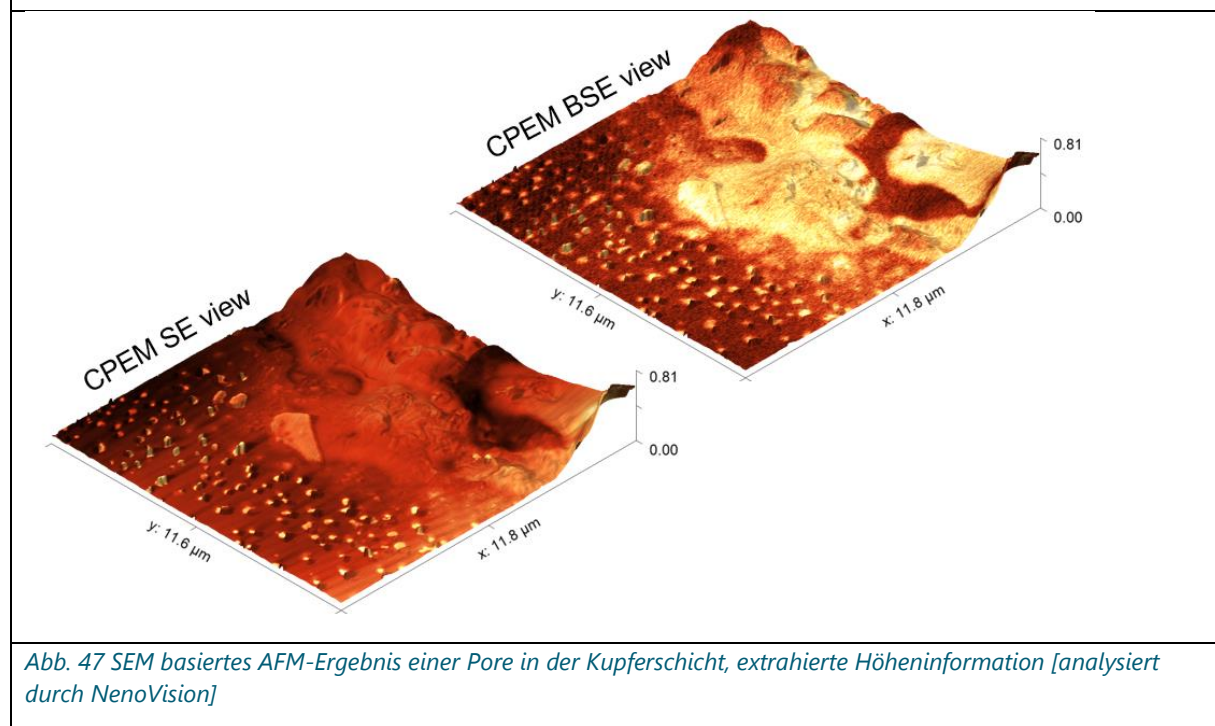 CPEM BSE view
0.81
0.00
y: 11.6 µm
x: 11.8 µm
CPEM SE view
0.81
0.00
y: 11.6 µm
x: 11.8 µm
Abb. 47 SEM basiertes AFM-Ergebnis einer Pore in der Kupferschicht, extrahierte Höheninformation [analysiert
durch NenoVision]